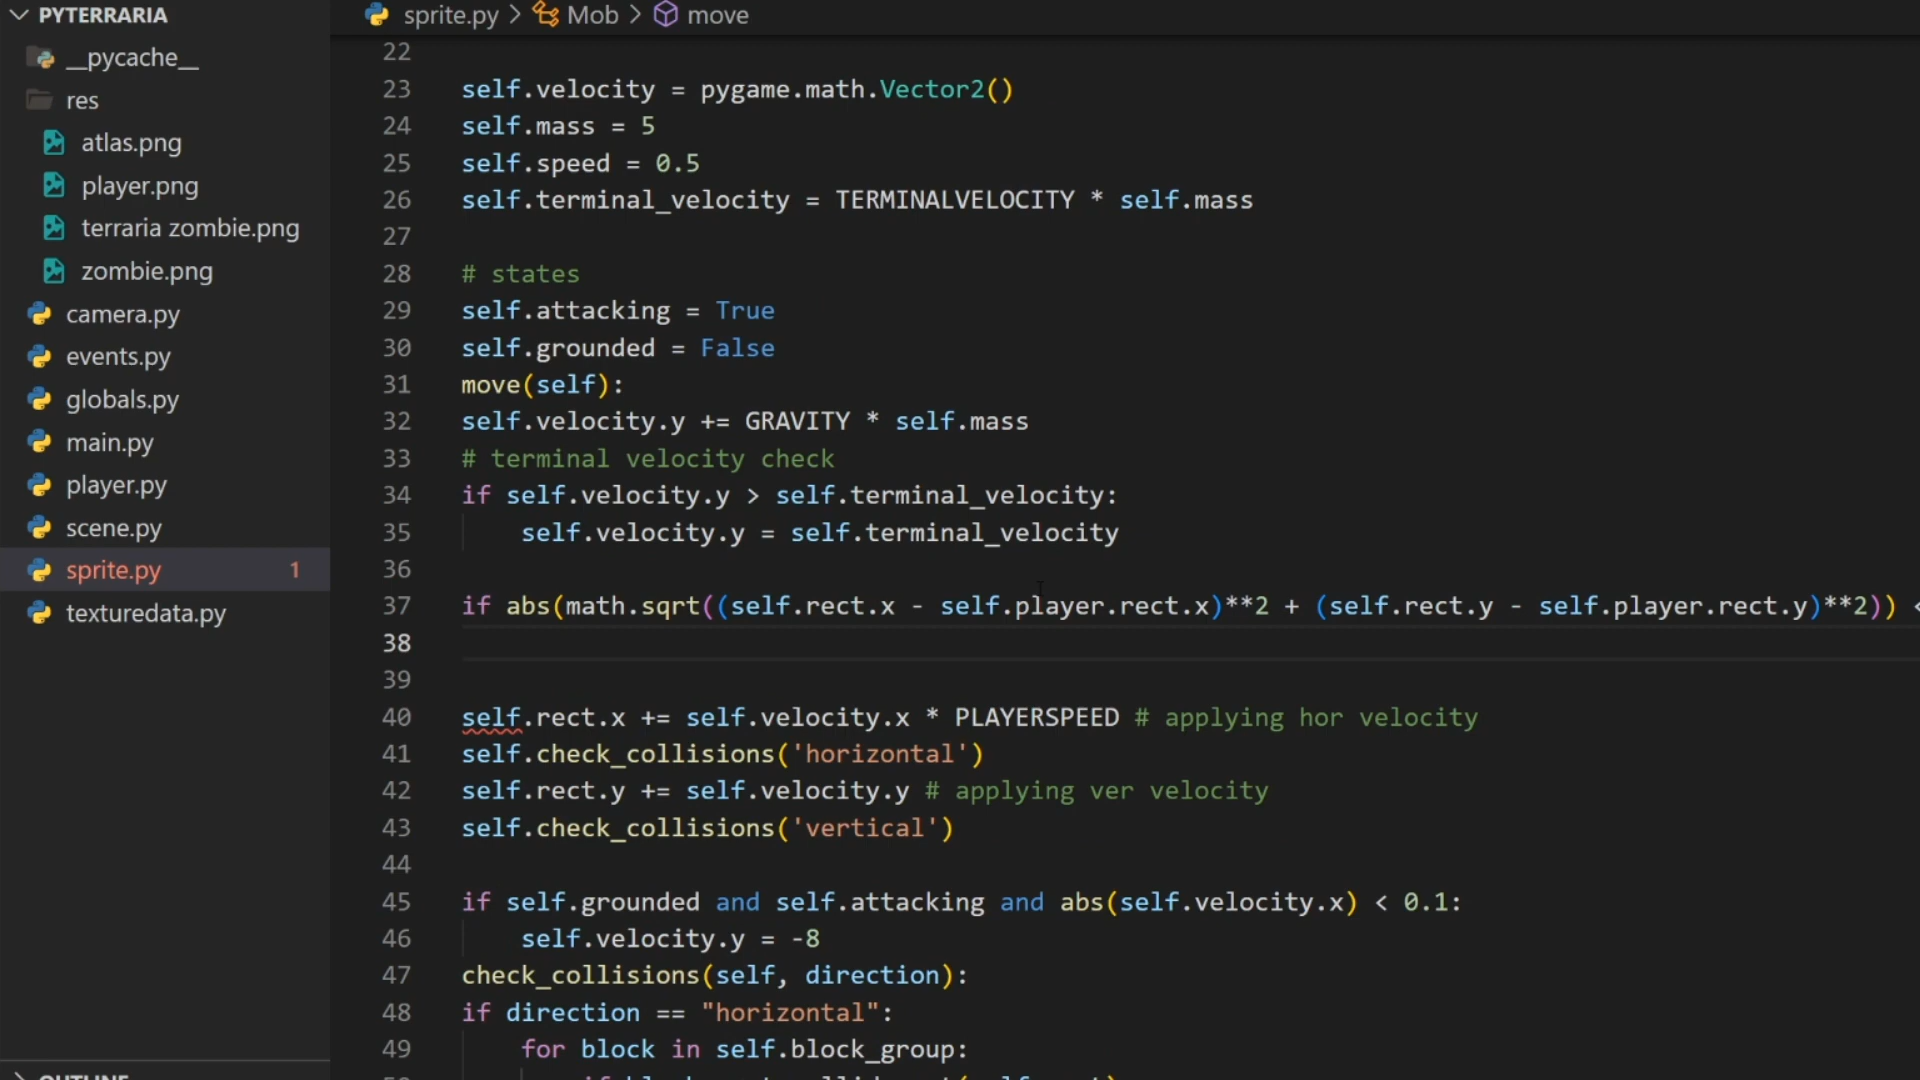 PYTERRARIA
__pycache__
res
atlas.png
player.png
terraria zombie.png
zombie.png
camera.py
events.py
globals.py
main.py
player.py
scene.py
sprite.py 1
texturedata.py
OUTLINE
sprite.py > Mob > move
22
23 self.velocity = pygame.math.Vector2()
24 self.mass = 5
25 self.speed = 0.5
26 self.terminal_velocity = TERMINALVELOCITY * self.mass
27
28 # states
29 self.attacking = True
30 self.grounded = False
31 move(self):
32 self.velocity.y += GRAVITY * self.mass
33 # terminal velocity check
34 if self.velocity.y > self.terminal_velocity:
35 self.velocity.y = self.terminal_velocity
36
37 if abs(math.sqrt((self.rect.x - self.player.rect.x)**2 + (self.rect.y - self.player.rect.y)**2)) <
38
39
40 self.rect.x += self.velocity.x * PLAYERSPEED # applying hor velocity
41 self.check_collisions('horizontal')
42 self.rect.y += self.velocity.y # applying ver velocity
43 self.check_collisions('vertical')
44
45 if self.grounded and self.attacking and abs(self.velocity.x) < 0.1:
46 self.velocity.y = -8
47 check_collisions(self, direction):
48 if direction == "horizontal":
49 for block in self.block_group: